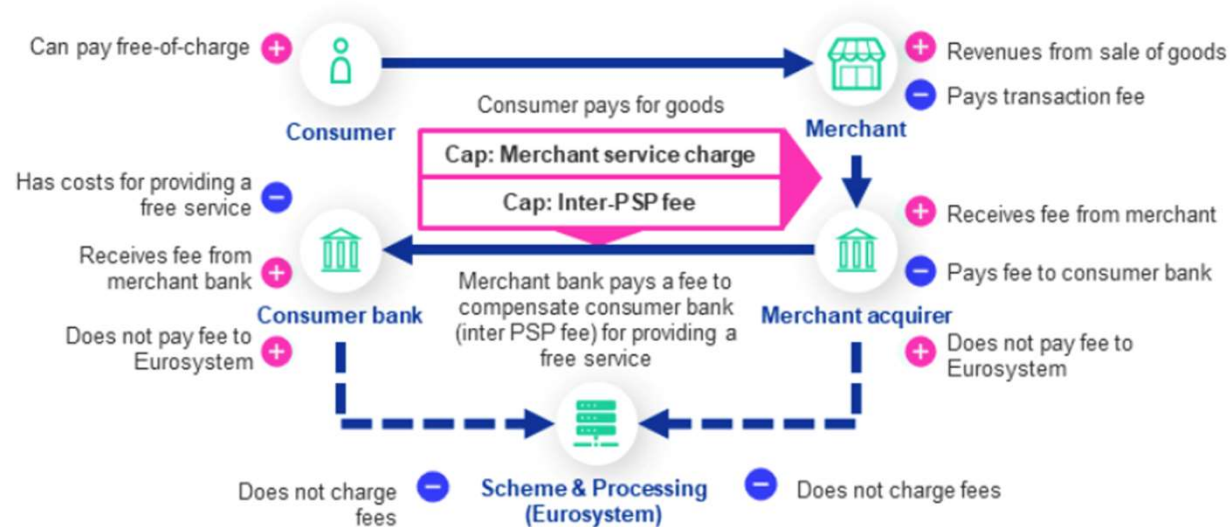 Can pay free-of-charge
Revenues from sale of goods
Pays transaction fee
Consumer pays for goods
Consumer
Merchant
Cap: Merchant service charge
Cap: Inter-PSP fee
Has costs for providing a
free service
Receives fee from merchant
Receives fee from
merchant bank
Pays fee to consumer bank
Merchant bank pays a fee to
compensate consumer bank
(inter PSP fee) for providing a
free service
Consumer bank
Merchant acquirer
Does not pay fee to
Eurosystem
Does not pay fee to
Eurosystem
Does not charge
fees
Scheme & Processing
(Eurosystem)
Does not charge fees